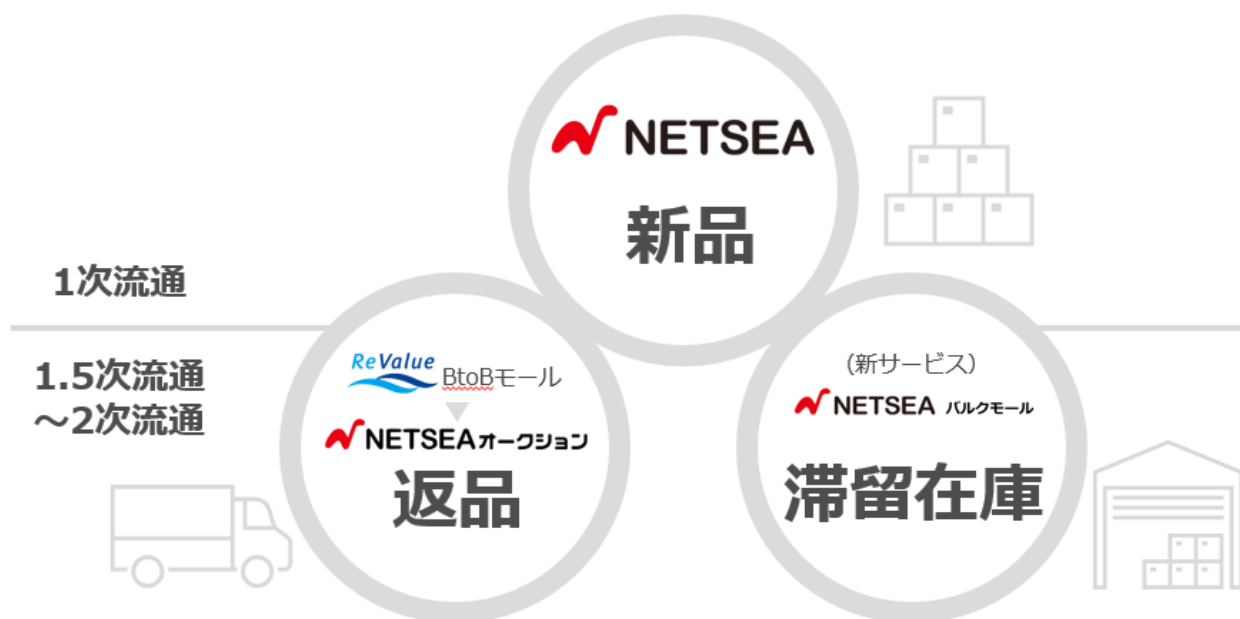 NETSEA
新品
1次流通
1.5次流通
～2次流通
ReValue BtoBモール
NETSEAオークション
返品
(新サービス)
NETSEA バルクモール
滞留在庫